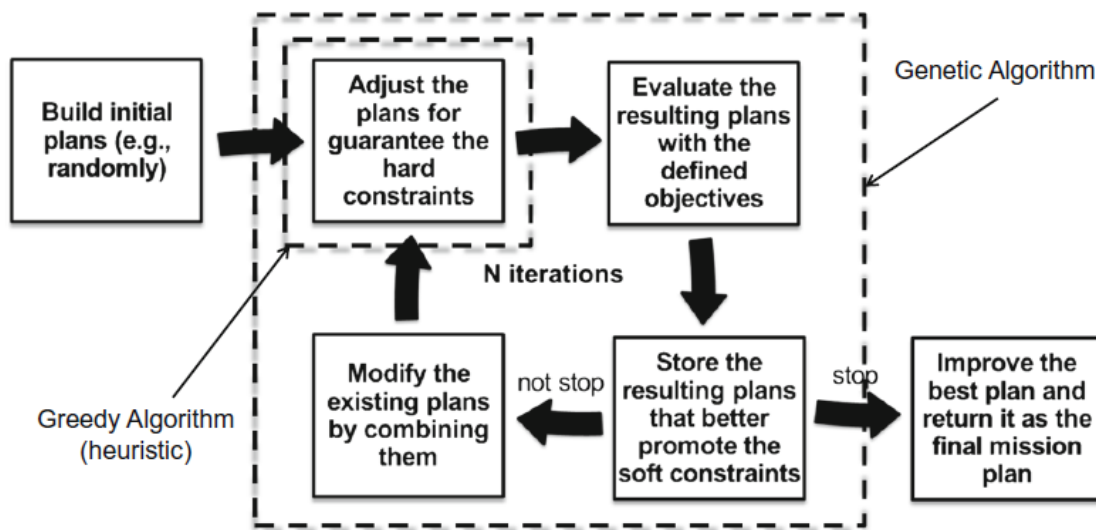 Build initial
plans (e.g.,
randomly)
Adjust the
plans for
guarantee the
hard
constraints
Evaluate the
resulting plans
with the
defined
objectives
Genetic Algorithm
N iterations
Greedy Algorithm
(heuristic)
Modify the
existing plans
by combining
them
not stop
Store the
resulting plans
that better
promote the
soft constraints
stop
Improve the
best plan and
return it as the
final mission
plan